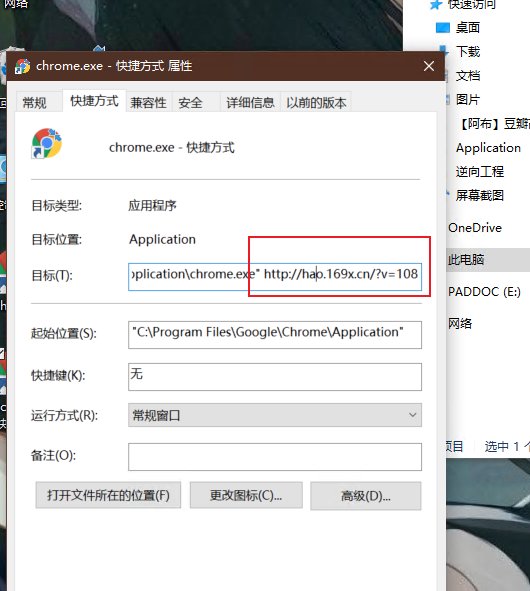 网络
快速访问
桌面
chrome.exe - 快捷方式 属性
下载
文档
常规 快捷方式 兼容性 安全 详细信息 以前的版本
图片
【阿布】豆瓣
Application
chrome.exe - 快捷方式
逆向工程
屏幕截图
目标类型: 应用程序
OneDrive
目标位置: Application
此电脑
目标(T): pplication\chrome.exe" http://hao.169x.cn/?v=108
PADDOC (E:)
网络
起始位置(S): "C:\Program Files\Google\Chrome\Application"
快捷键(K): 无
运行方式(R): 常规窗口
项目 选中 1
备注(O):
打开文件所在的位置(F) 更改图标(C)... 高级(D)...